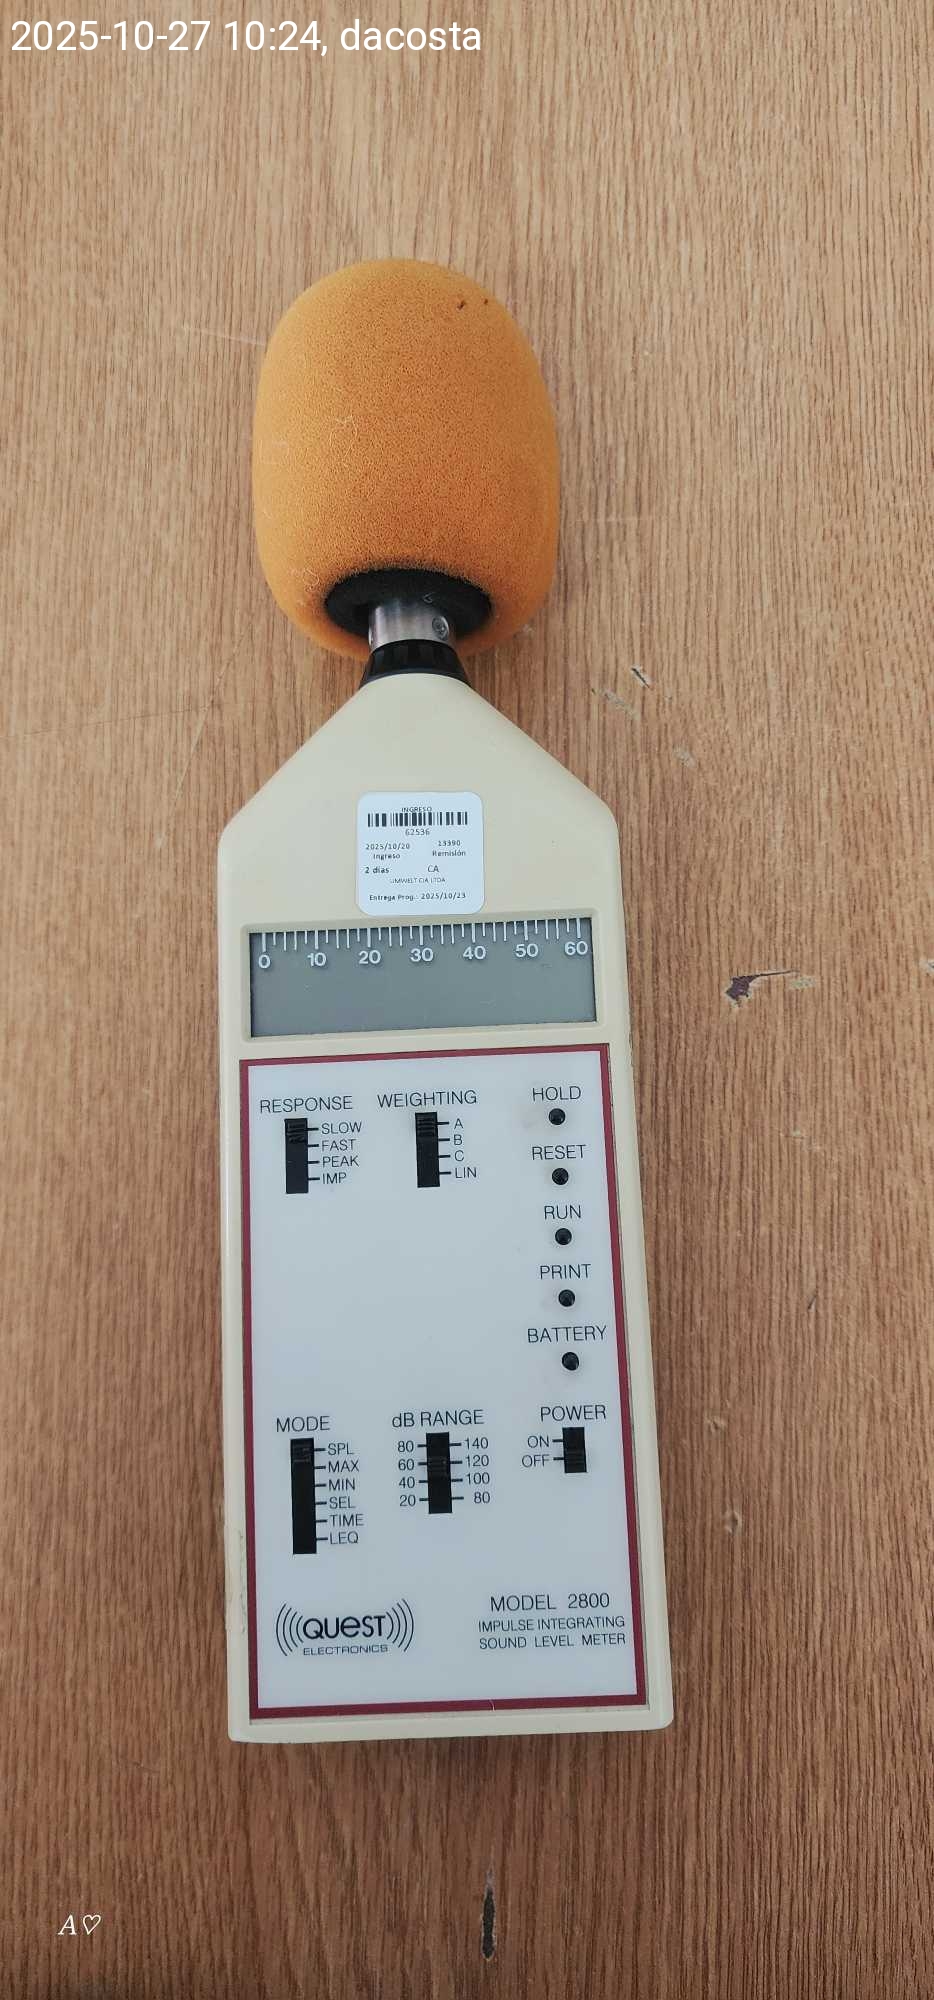 2025-10-27 10:24, dacosta
INGRESO
62536
2025/10/20 13390
Ingreso Remisión
2 días CA
UMWELT CIA LTDA
Entrega Prog.: 2025/10/23
0 10 20 30 40 50 60
RESPONSE WEIGHTING HOLD
SLOW A
FAST B
PEAK C
IMP LIN
RESET
RUN
PRINT
BATTERY
MODE dB RANGE POWER
SPL 80 140 ON
MAX 60 120 OFF
MIN 40 100
SEL 20 80
TIME
LEQ
QUEST
ELECTRONICS
MODEL 2800
IMPULSE INTEGRATING
SOUND LEVEL METER
A♡